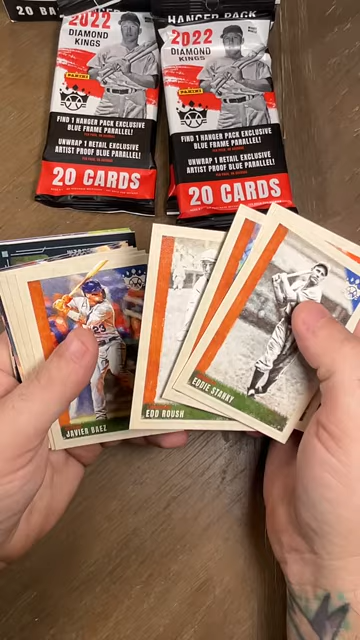 20 BA
HANGER PACK
2022
DIAMOND
KINGS
PANINI
FIND 1 HANGER PACK EXCLUSIVE
BLUE FRAME PARALLEL!
UNWRAP 1 RETAIL EXCLUSIVE
ARTIST PROOF BLUE PARALLEL!
20 CARDS
2022
DIAMOND
KINGS
PANINI
FIND 1 HANGER PACK EXCLUSIVE
BLUE FRAME PARALLEL!
UNWRAP 1 RETAIL EXCLUSIVE
ARTIST PROOF BLUE PARALLEL!
20 CARDS
JAVIER BAEZ
EDD ROUSH
EDDIE STANKY